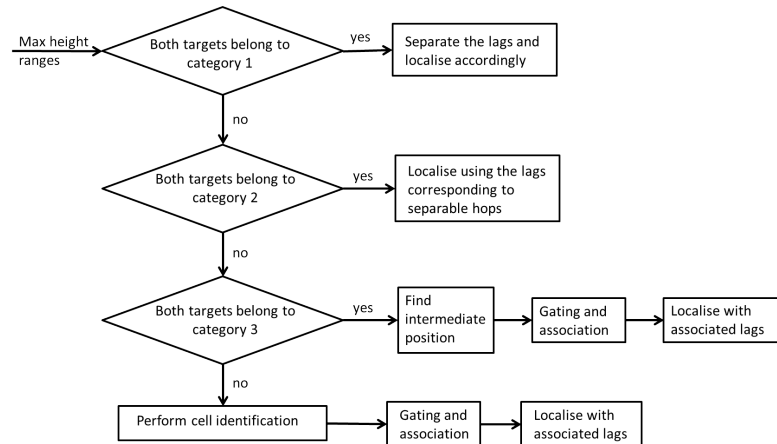 Max height
ranges
Both targets belong to
category 1
yes
Separate the lags and
localise accordingly
no
Both targets belong to
category 2
yes
Localise using the lags
corresponding to
separable hops
no
Both targets belong to
category 3
yes
Find
intermediate
position
Gating and
association
Localise with
associated lags
no
Perform cell identification
Gating and
association
Localise with
associated lags